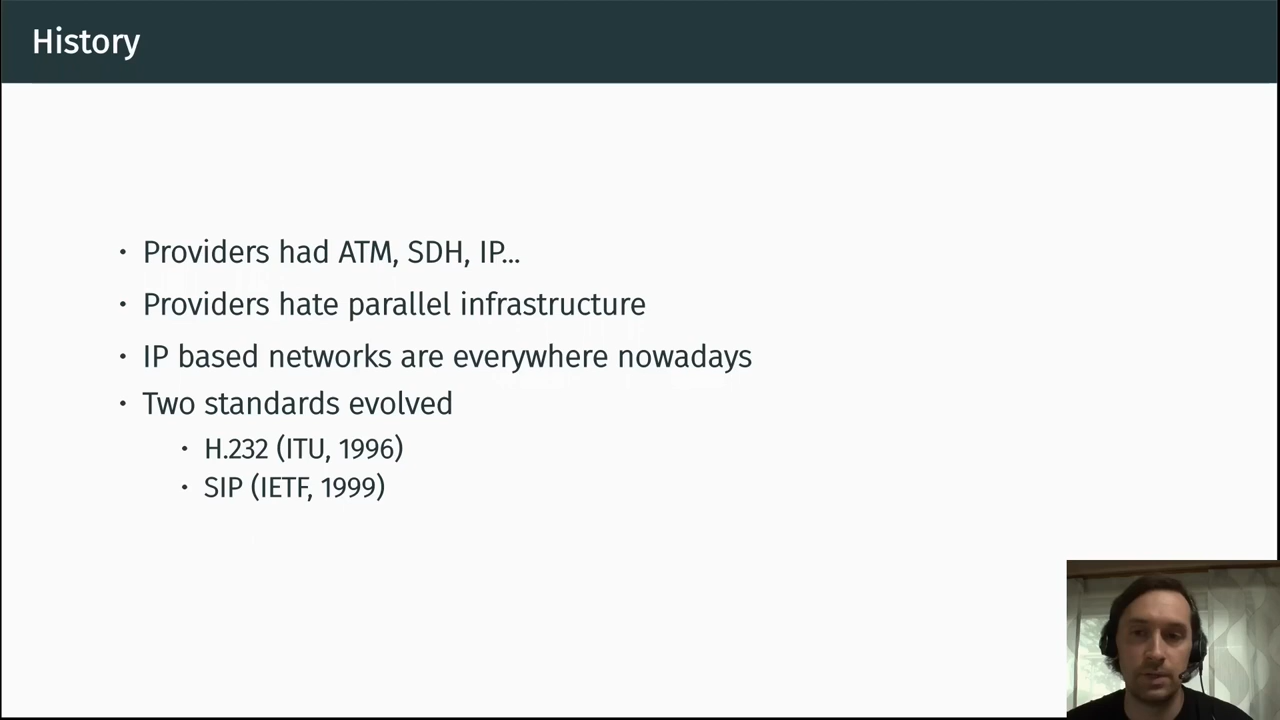 History
• Providers had ATM, SDH, IP...
• Providers hate parallel infrastructure
• IP based networks are everywhere nowadays
• Two standards evolved
• H.232 (ITU, 1996)
• SIP (IETF, 1999)